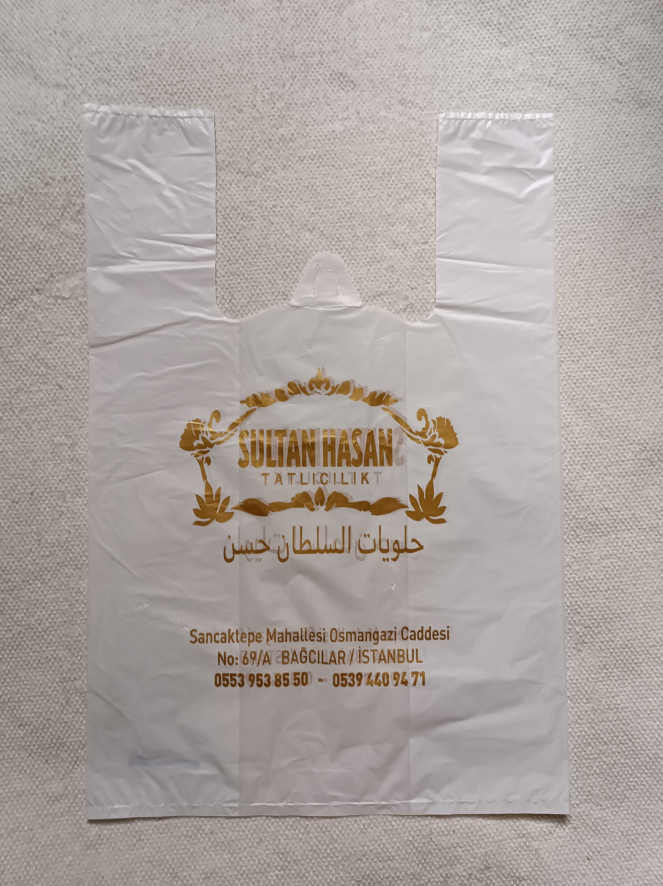 SULTAN HASAN
TATLICILIK
حلويات السلطان حسن
Sancaktepe Mahallesi Osmangazi Caddesi
No: 69/A BAĞCILAR / İSTANBUL
0553 953 85 50 - 0539 440 94 71